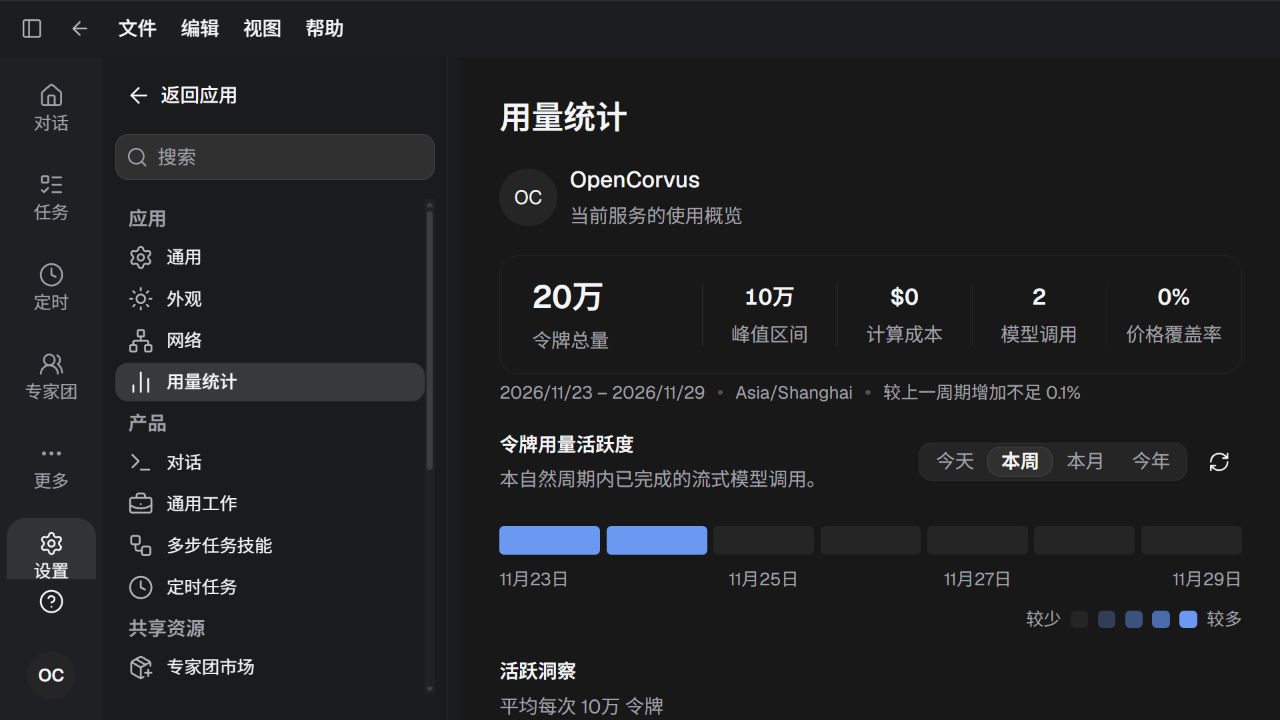 文件 编辑 视图 帮助
对话
任务
定时
专家团
更多
设置
OC
返回应用
搜索
应用
通用
外观
网络
用量统计
产品
对话
通用工作
多步任务技能
定时任务
共享资源
专家团市场
用量统计
OC
OpenCorvus
当前服务的使用概览
20万
令牌总量
10万
峰值区间
$0
计算成本
2
模型调用
0%
价格覆盖率
2026/11/23 – 2026/11/29 • Asia/Shanghai • 较上一周期增加不足 0.1%
令牌用量活跃度
本自然周期内已完成的流式模型调用。
今天 本周 本月 今年
11月23日 11月25日 11月27日 11月29日
较少 较多
活跃洞察
平均每次 10万 令牌